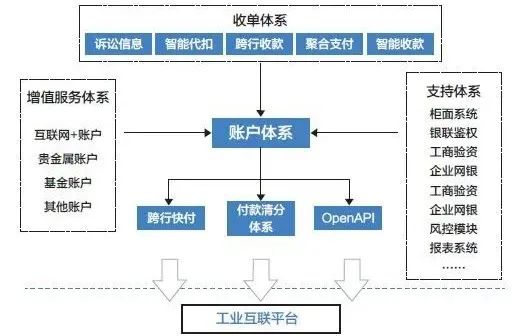 收单体系
诉讼信息 智能代扣 跨行收款 聚合支付 智能收款
增值服务体系
互联网+账户
贵金属账户
基金账户
其他账户
账户体系
支持体系
柜面系统
银联鉴权
工商验资
企业网银
工商验资
企业网银
风控模块
报表系统
……
跨行快付
付款清分
体系
OpenAPI
工业互联平台